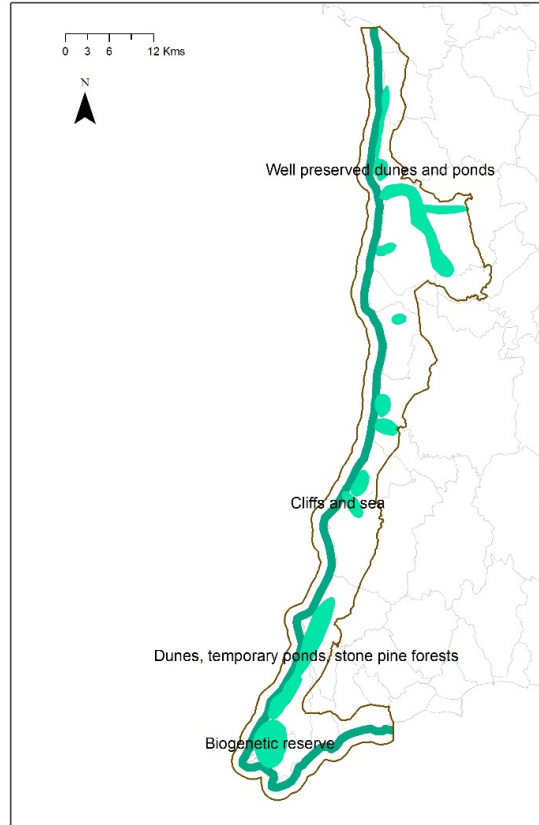 0 3 6 12 Kms
N
Well preserved dunes and ponds
Cliffs and sea
Dunes, temporary ponds, stone pine forests
Biogenetic reserve